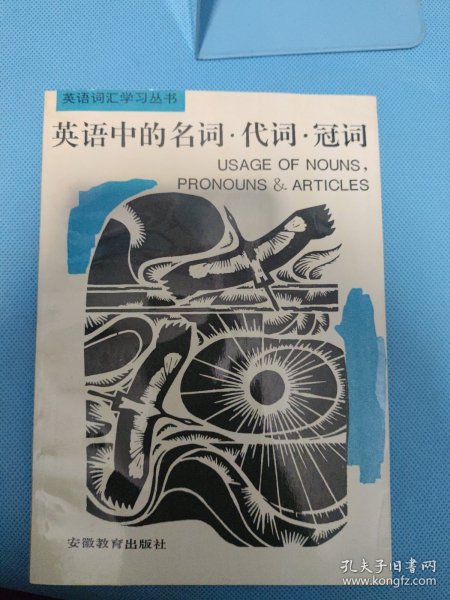 英语词汇学习丛书
英语中的名词·代词·冠词
USAGE OF NOUNS,
PRONOUNS & ARTICLES
安徽教育出版社
孔夫子旧书网
www.kongfz.com